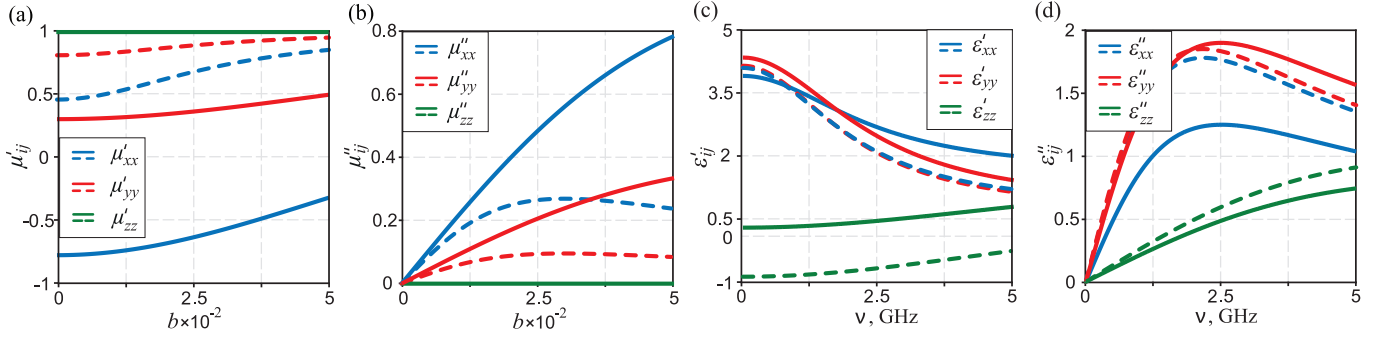 (a)
1
0.5
0
-0.5
-1
μ′ij
μ′xx
μ′yy
μ′zz
0
2.5
5
b×10-2
(b)
0.8
0.6
0.4
0.2
0
μ″ij
μ″xx
μ″yy
μ″zz
0
2.5
5
b×10-2
(c)
5
3.5
2
0.5
0
-1
ε′ij
ε′xx
ε′yy
ε′zz
0
2.5
5
ν, GHz
(d)
2
1.5
1
0.5
0
ε″ij
ε″xx
ε″yy
ε″zz
0
2.5
5
ν, GHz